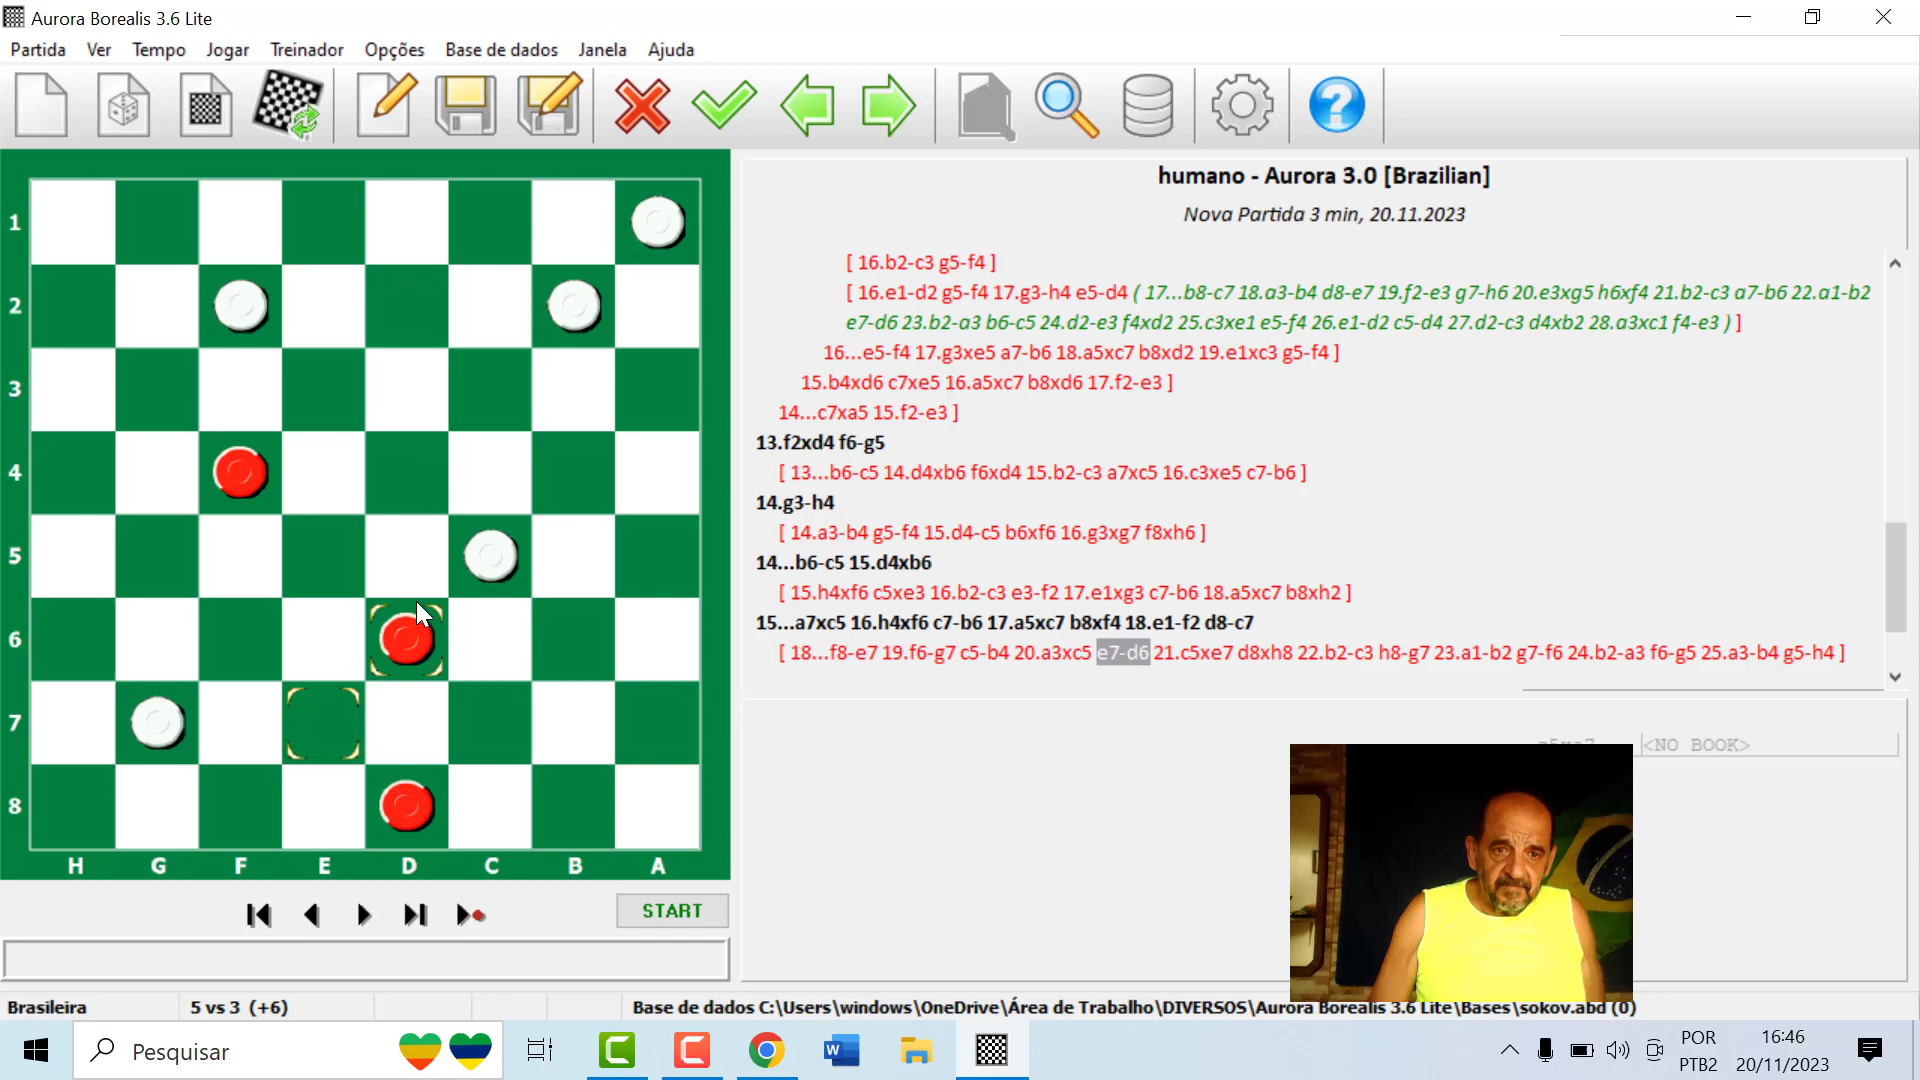 Aurora Borealis 3.6 Lite
Partida Ver Tempo Jogar Treinador Opções Base de dados Janela Ajuda
humano - Aurora 3.0 [Brazilian]
Nova Partida 3 min, 20.11.2023
[ 16.b2-c3 g5-f4 ]
[ 16.e1-d2 g5-f4 17.g3-h4 e5-d4 ( 17...b8-c7 18.a3-b4 d8-e7 19.f2-e3 g7-h6 20.e3xg5 h6xf4 21.b2-c3 a7-b6 22.a1-b2
e7-d6 23.b2-a3 b6-c5 24.d2-e3 f4xd2 25.c3xe1 e5-f4 26.e1-d2 c5-d4 27.d2-c3 d4xb2 28.a3xc1 f4-e3 ) ]
16...e5-f4 17.g3xe5 a7-b6 18.a5xc7 b8xd2 19.e1xc3 g5-f4 ]
15.b4xd6 c7xe5 16.a5xc7 b8xd6 17.f2-e3 ]
14...c7xa5 15.f2-e3 ]
13.f2xd4 f6-g5
[ 13...b6-c5 14.d4xb6 f6xd4 15.b2-c3 a7xc5 16.c3xe5 c7-b6 ]
14.g3-h4
[ 14.a3-b4 g5-f4 15.d4-c5 b6xf6 16.g3xg7 f8xh6 ]
14...b6-c5 15.d4xb6
[ 15.h4xf6 c5xe3 16.b2-c3 e3-f2 17.e1xg3 c7-b6 18.a5xc7 b8xh2 ]
15...a7xc5 16.h4xf6 c7-b6 17.a5xc7 b8xf4 18.e1-f2 d8-c7
[ 18...f8-e7 19.f6-g7 c5-b4 20.a3xc5 e7-d6 21.c5xe7 d8xh8 22.b2-c3 h8-g7 23.a1-b2 g7-f6 24.b2-a3 f6-g5 25.a3-b4 g5-h4 ]
<NO BOOK>
1
2
3
4
5
6
7
8
H G F E D C B A
START
Brasileira 5 vs 3 (+6) Base de dados C:\Users\windows\OneDrive\Área de Trabalho\DIVERSOS\Aurora Borealis 3.6 Lite\Bases\sokov.abd (0)
Pesquisar
POR
PTB2
16:46
20/11/2023